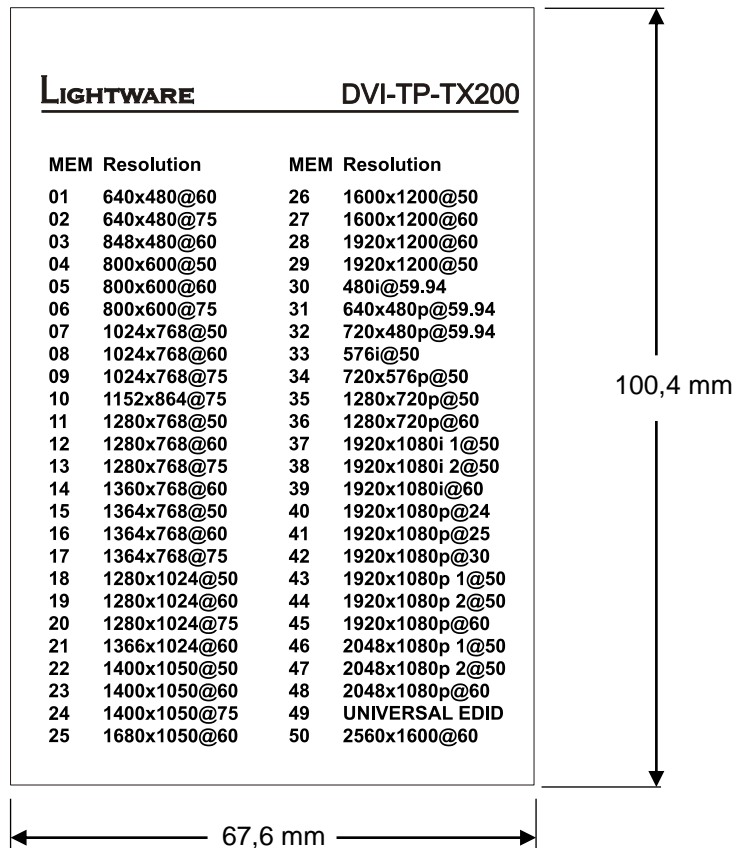 LIGHTWARE DVI-TP-TX200
MEM Resolution MEM Resolution
01 640x480@60 26 1600x1200@50
02 640x480@75 27 1600x1200@60
03 848x480@60 28 1920x1200@60
04 800x600@50 29 1920x1200@50
05 800x600@60 30 480i@59.94
06 800x600@75 31 640x480p@59.94
07 1024x768@50 32 720x480p@59.94
08 1024x768@60 33 576i@50
09 1024x768@75 34 720x576p@50
10 1152x864@75 35 1280x720p@50
11 1280x768@50 36 1280x720p@60
12 1280x768@60 37 1920x1080i 1@50
13 1280x768@75 38 1920x1080i 2@50
14 1360x768@60 39 1920x1080i@60
15 1364x768@50 40 1920x1080p@24
16 1364x768@60 41 1920x1080p@25
17 1364x768@75 42 1920x1080p@30
18 1280x1024@50 43 1920x1080p 1@50
19 1280x1024@60 44 1920x1080p 2@50
20 1280x1024@75 45 1920x1080p@60
21 1366x1024@60 46 2048x1080p 1@50
22 1400x1050@50 47 2048x1080p 2@50
23 1400x1050@60 48 2048x1080p@60
24 1400x1050@75 49 UNIVERSAL EDID
25 1680x1050@60 50 2560x1600@60
100,4 mm
67,6 mm